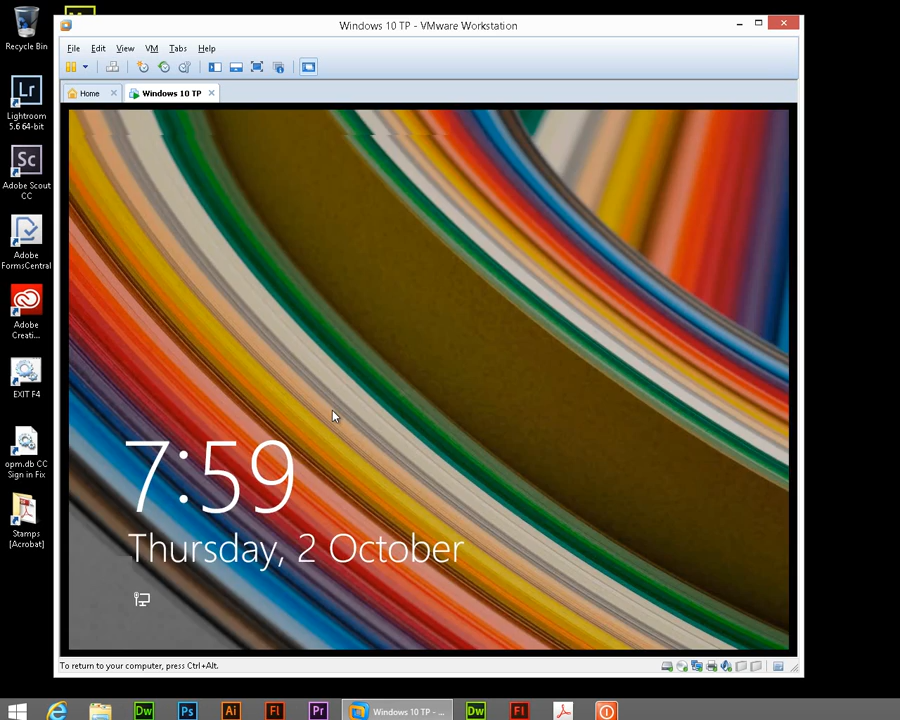 Windows 10 TP - VMware Workstation
File Edit View VM Tabs Help
Home
Windows 10 TP
Recycle Bin
Lr
Lightroom
5.6 64-bit
Sc
Adobe Scout
CC
Adobe
FormsCentral
Adobe
Creati...
EXIT F4
opm.db CC
Sign in Fix
Stamps
[Acrobat]
7:59
Thursday, 2 October
To return to your computer, press Ctrl+Alt.
Dw Ps Ai Fl Pr Windows 10 TP - ... Dw Fl